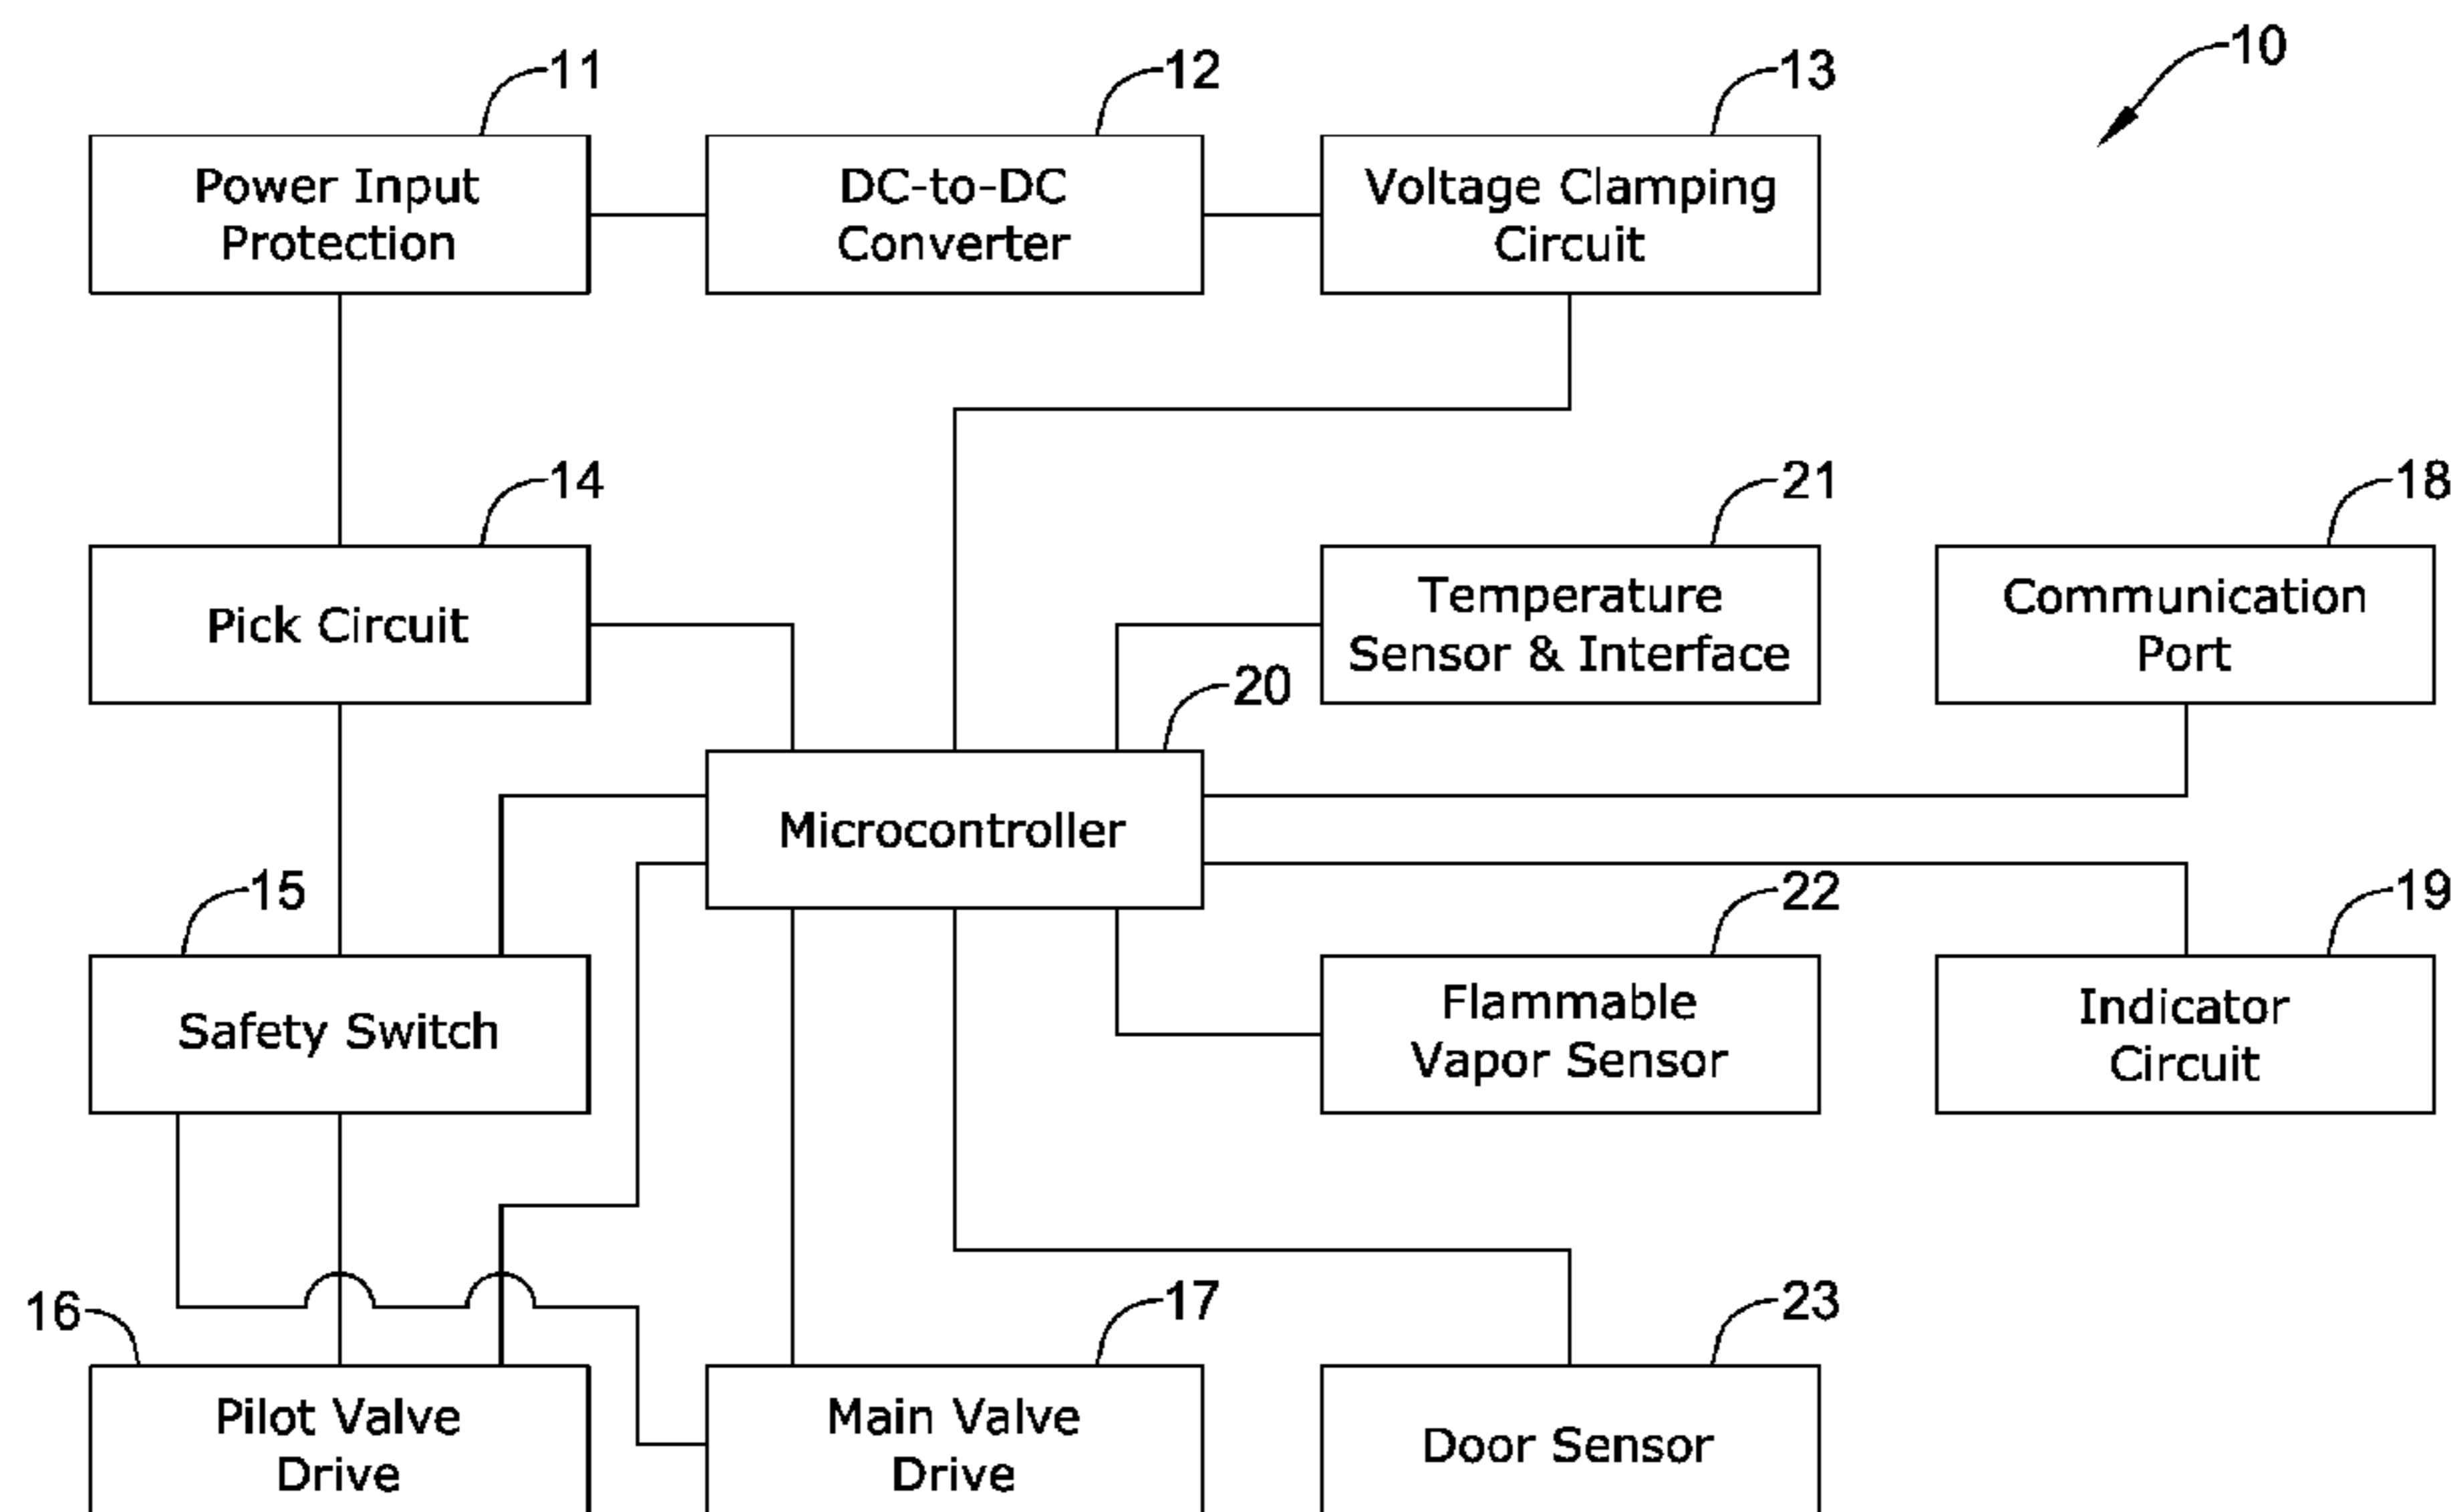 10
11
12
13
Power Input
Protection
DC-to-DC
Converter
Voltage Clamping
Circuit
14
21
18
Pick Circuit
Temperature
Sensor & Interface
Communication
Port
20
Microcontroller
15
22
19
Safety Switch
Flammable
Vapor Sensor
Indicator
Circuit
16
17
23
Pilot Valve
Drive
Main Valve
Drive
Door Sensor